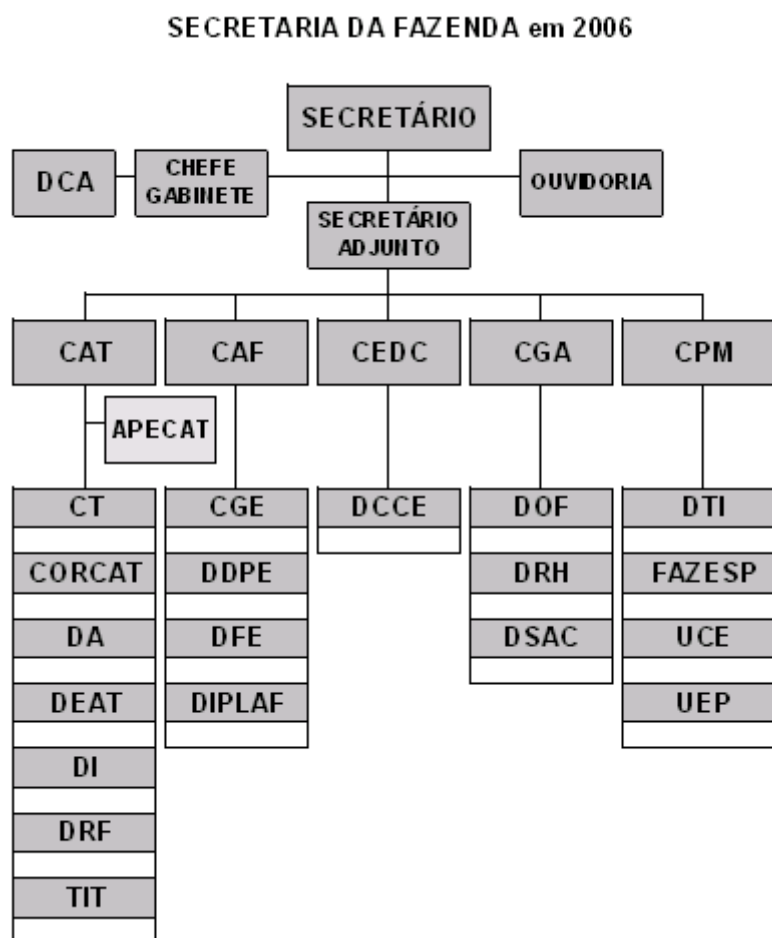 SECRETARIA DA FAZENDA em 2006
SECRETÁRIO
DCA
CHEFE
GABINETE
OUVIDORIA
SECRETÁRIO
ADJUNTO
CAT
CAF
CEDC
CGA
CPM
APECAT
CT
CGE
DCCE
DOF
DTI
CORCAT
DDPE
DRH
FAZESP
DA
DFE
DSAC
UCE
DEAT
DIPLAF
UEP
DI
DRF
TIT